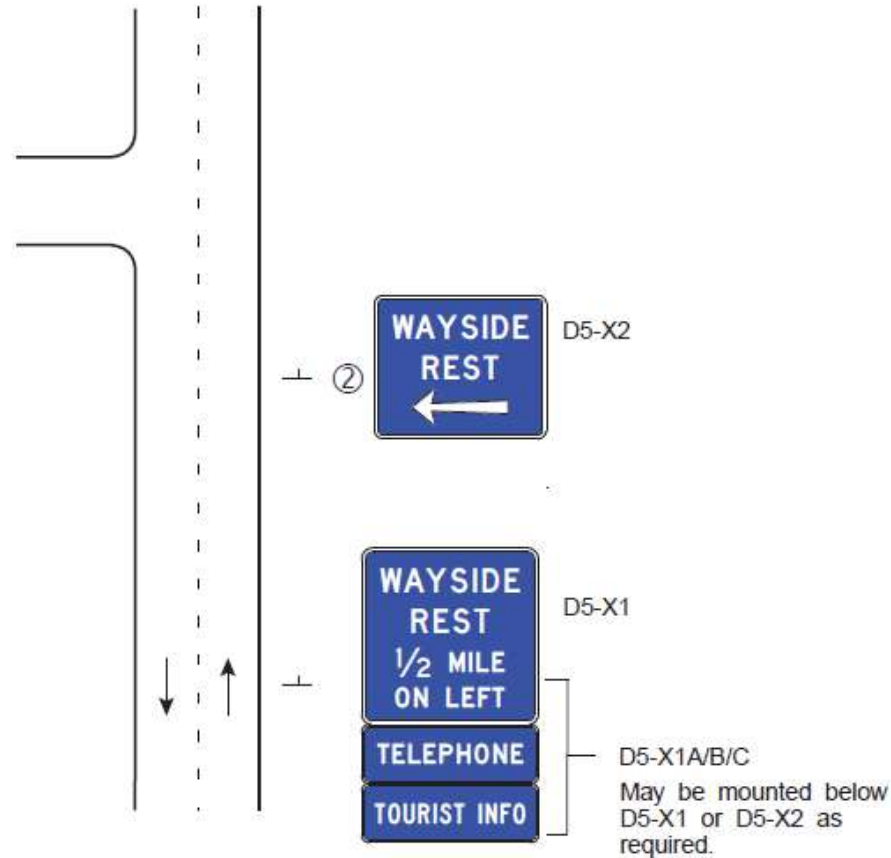 WAYSIDE
REST
D5-X2
②
WAYSIDE
REST
1/2 MILE
ON LEFT
D5-X1
TELEPHONE
TOURIST INFO
D5-X1A/B/C
May be mounted below
D5-X1 or D5-X2 as
required.